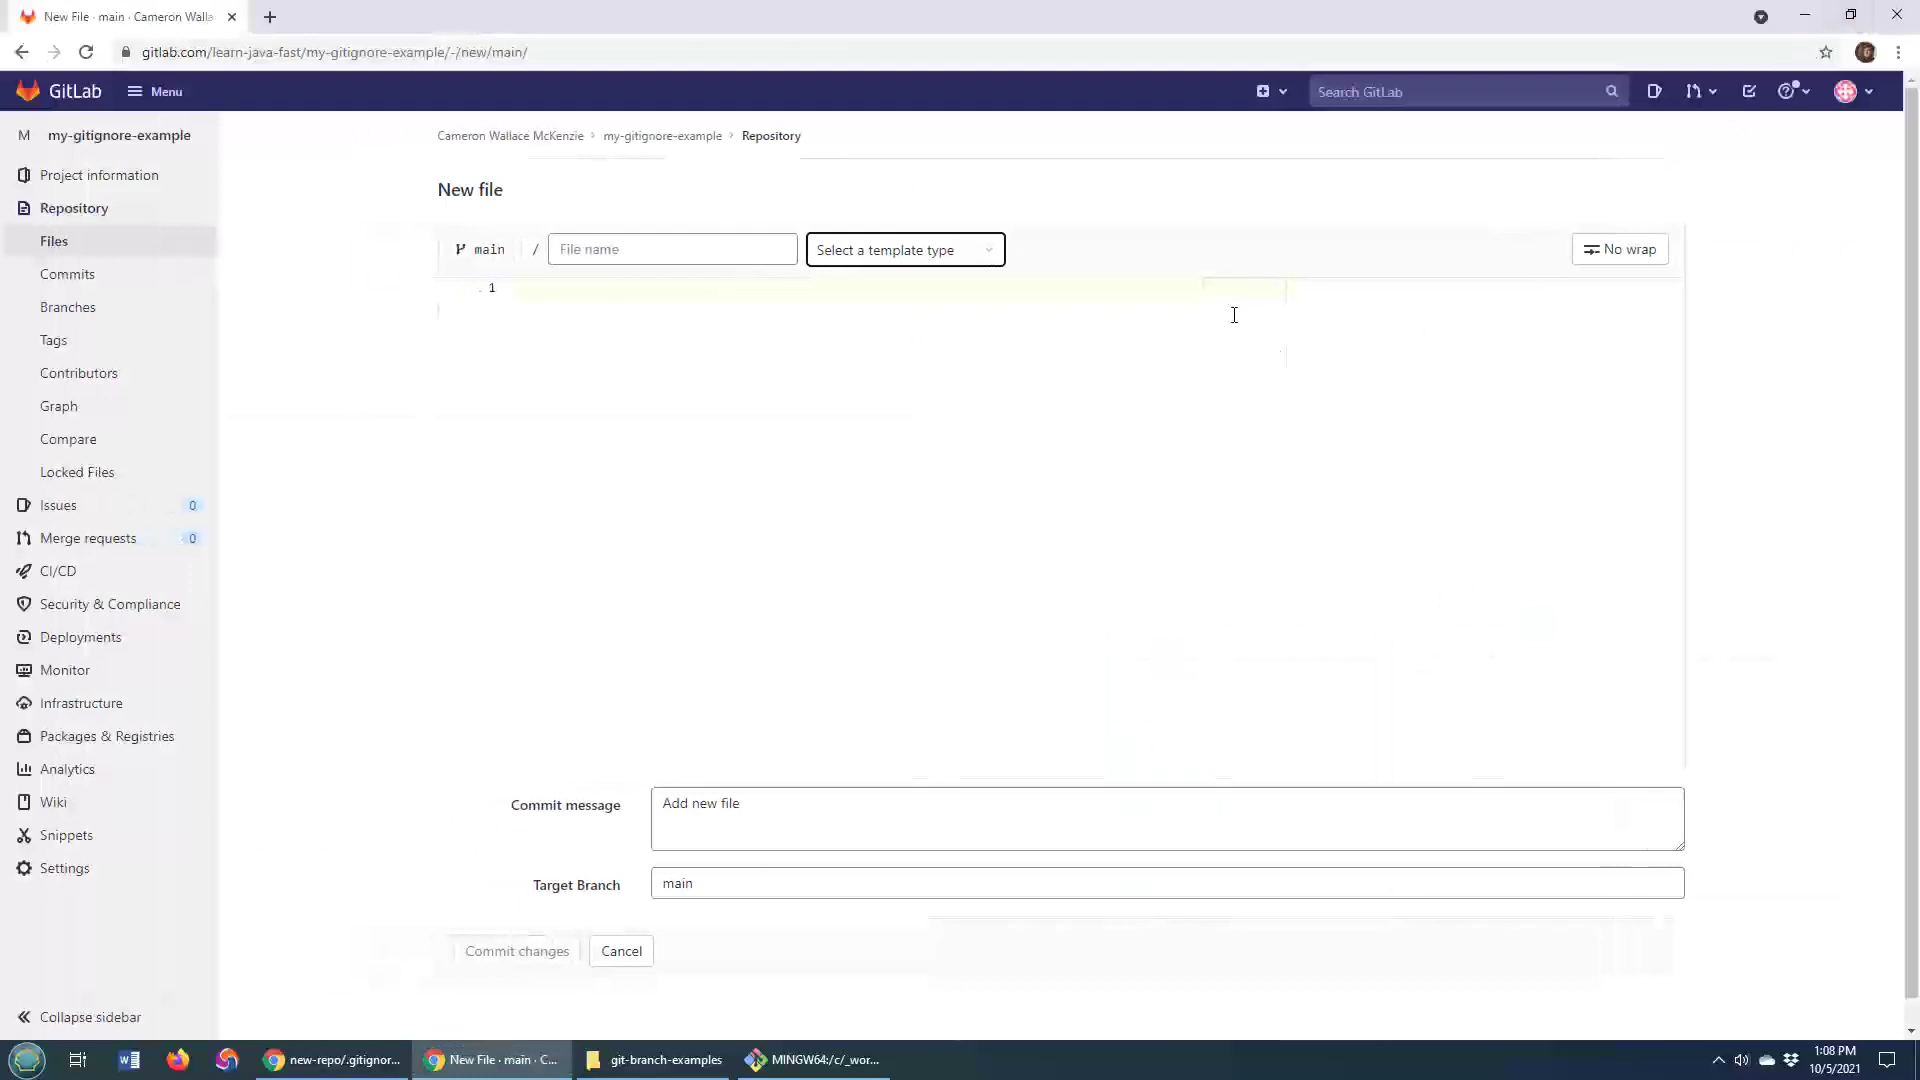 New File · main · Cameron Walla
gitlab.com/learn-java-fast/my-gitignore-example/-/new/main/
GitLab
Menu
Search GitLab
M my-gitignore-example
Project information
Repository
Files
Commits
Branches
Tags
Contributors
Graph
Compare
Locked Files
Issues 0
Merge requests 0
CI/CD
Security & Compliance
Deployments
Monitor
Infrastructure
Packages & Registries
Analytics
Wiki
Snippets
Settings
Collapse sidebar
Cameron Wallace McKenzie › my-gitignore-example › Repository
New file
main / File name Select a template type No wrap
1
Commit message Add new file
Target Branch main
Commit changes Cancel
new-repo/.gitignor... New File · main · C... git-branch-examples MINGW64:/c/_wor...
1:08 PM
10/5/2021